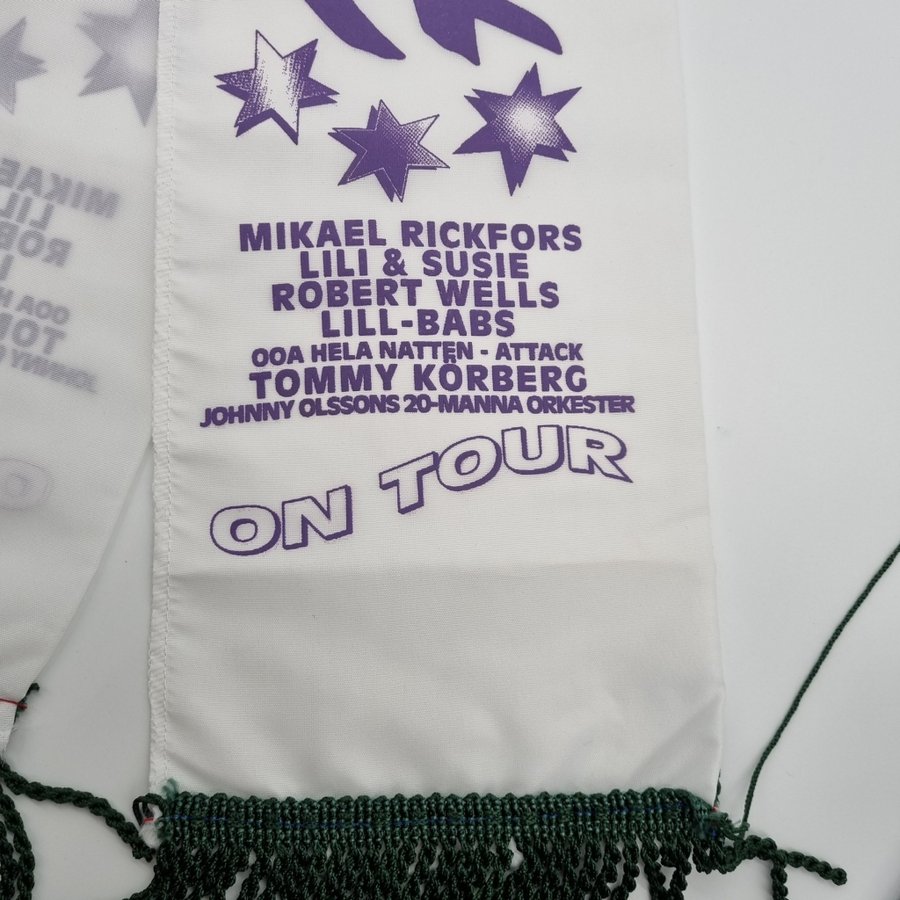 MIKAEL RICKFORS
LILI & SUSIE
ROBERT WELLS
LILL-BABS
OOA HELA NATTEN - ATTACK
TOMMY KÖRBERG
JOHNNY OLSSONS 20-MANNA ORKESTER
ON TOUR